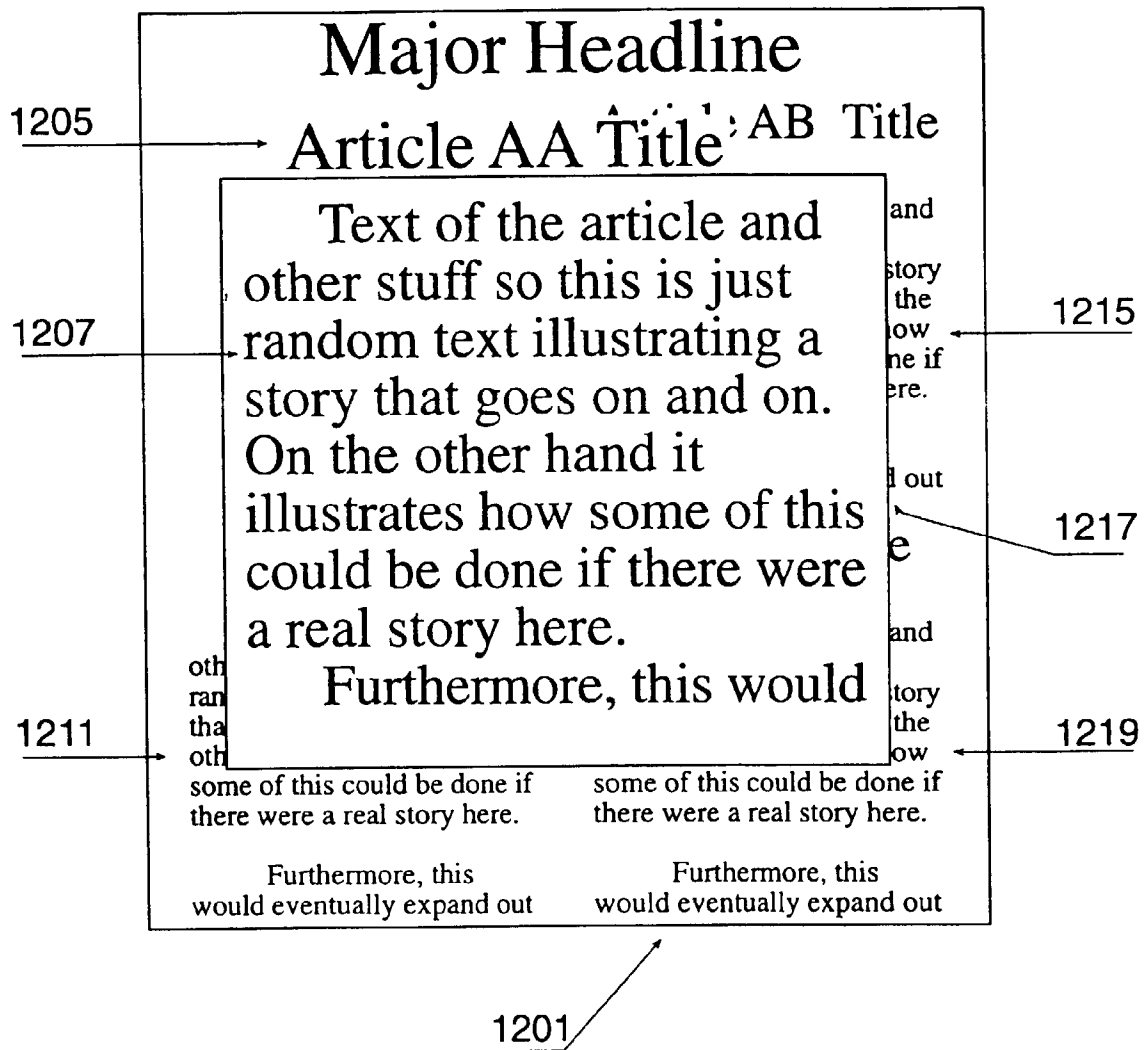 Major Headline
1205
Article AA Title
AB Title
Text of the article and
other stuff so this is just
random text illustrating a
story that goes on and on.
On the other hand it
illustrates how some of this
could be done if there were
a real story here.
Furthermore, this would
1207
and
the
1215
out
1217
and
the
1211
1219
some of this could be done if
there were a real story here.
Furthermore, this
would eventually expand out
some of this could be done if
there were a real story here.
Furthermore, this
would eventually expand out
1201